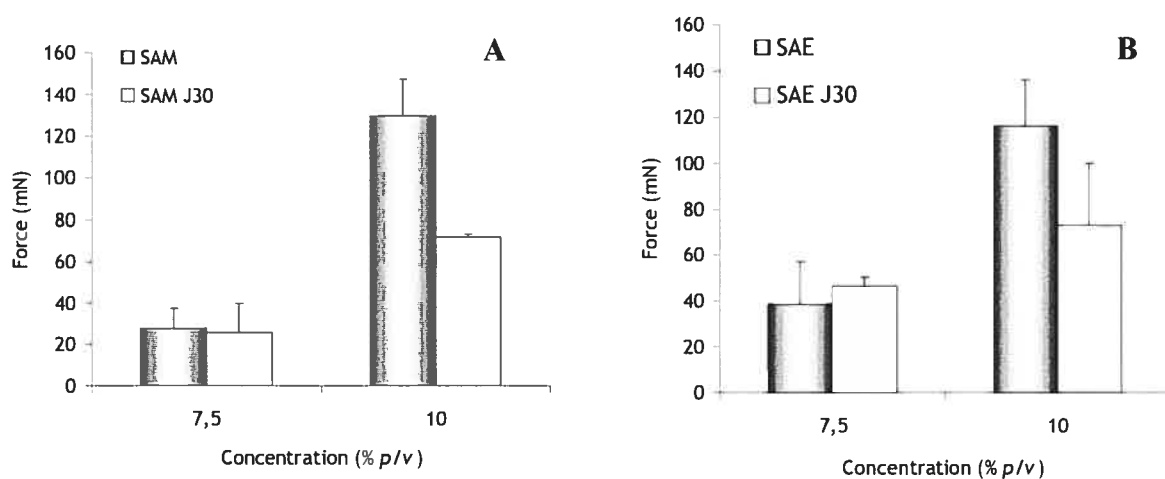 A
SAM
SAM J30
160
140
120
100
80
60
40
20
0
Force (mN)
7,5
10
Concentration (% p/v)
B
SAE
SAE J30
160
140
120
100
80
60
40
20
0
Force (mN)
7,5
10
Concentration (% p/v)